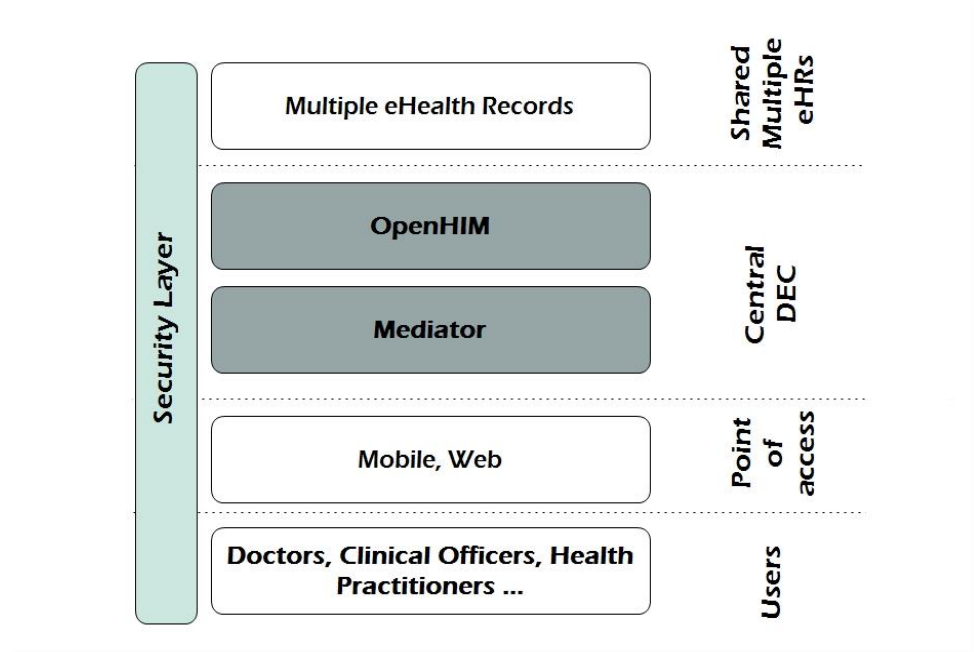 Security Layer
Multiple eHealth Records
Shared
Multiple
eHRs
OpenHIM
Mediator
Central
DEC
Mobile, Web
Point
of
access
Doctors, Clinical Officers, Health
Practitioners ...
Users